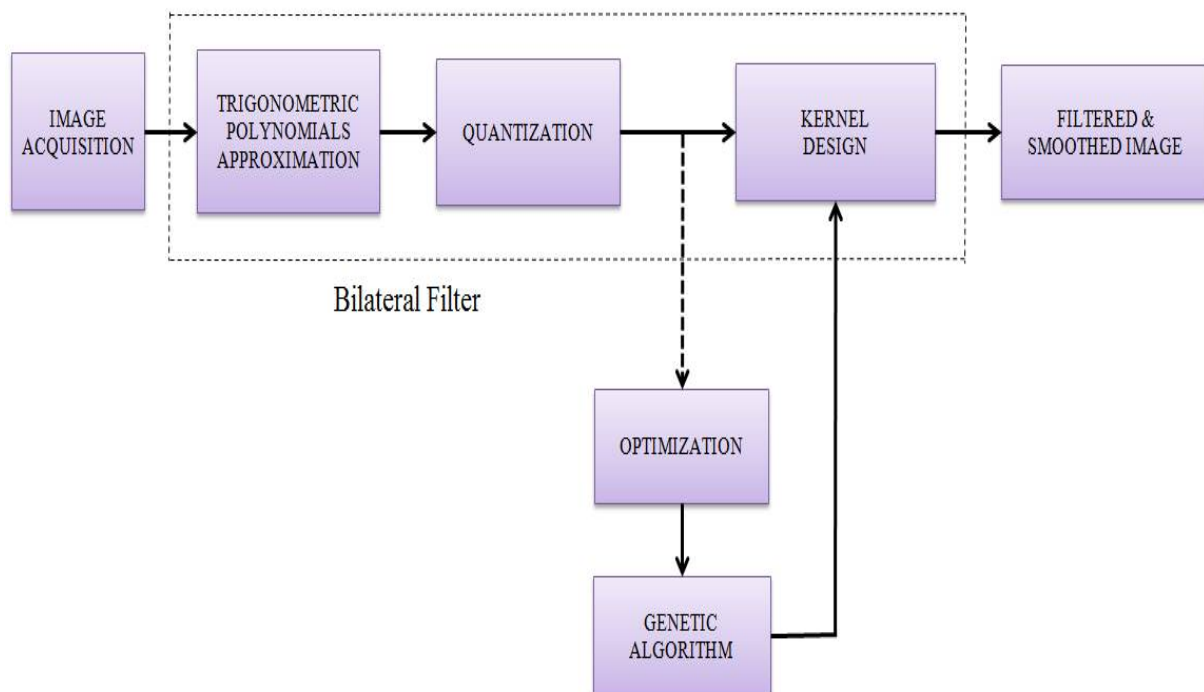 IMAGE
ACQUISITION
TRIGONOMETRIC
POLYNOMIALS
APPROXIMATION
QUANTIZATION
KERNEL
DESIGN
FILTERED &
SMOOTHED IMAGE
Bilateral Filter
OPTIMIZATION
GENETIC
ALGORITHM